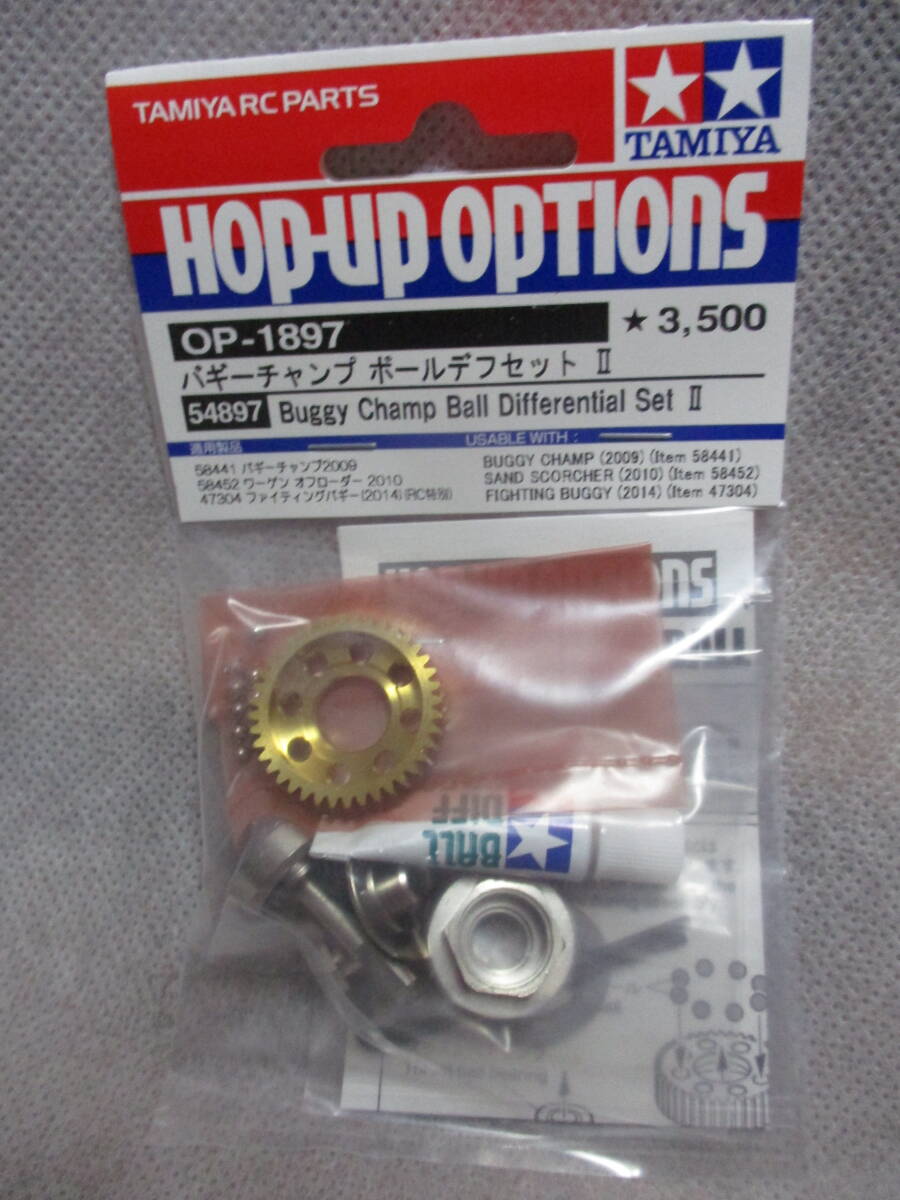 TAMIYA RC PARTS
TAMIYA
HOP-UP OPTIONS
OP-1897
★ 3,500
バギーチャンプ ボールデフセット Ⅱ
54897 Buggy Champ Ball Differential Set Ⅱ
適用製品
USABLE WITH :
58441 バギーチャンプ2009
58452 ワーゲン オフローダー 2010
47304 ファイティングバギー(2014)(RC特別)
BUGGY CHAMP (2009) (Item 58441)
SAND SCORCHER (2010) (Item 58452)
FIGHTING BUGGY (2014) (Item 47304)
BALL
DIFF